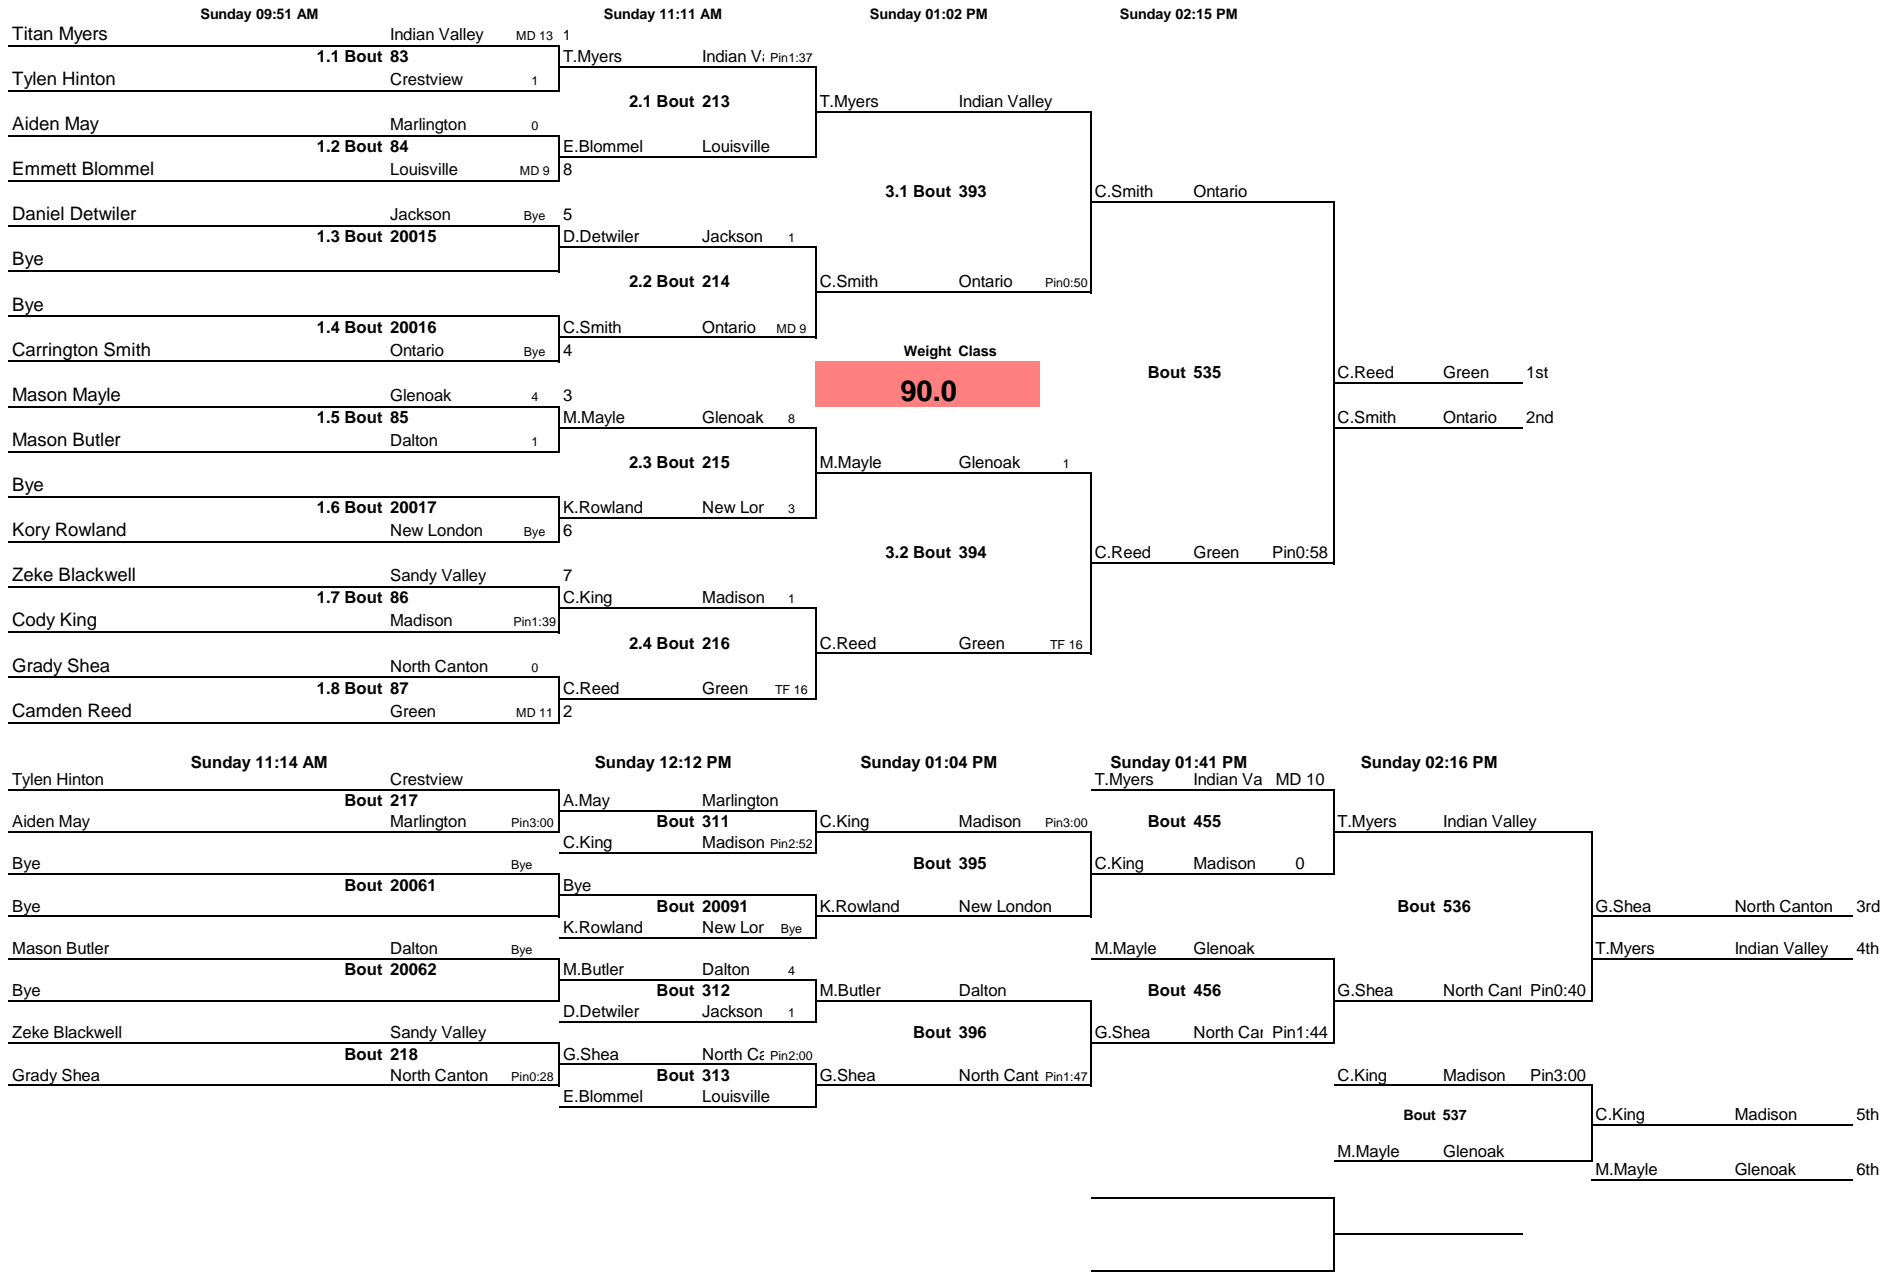 Sunday 09:51 AM Sunday 11:11 AM Sunday 01:02 PM Sunday 02:15 PM
Titan Myers Indian Valley MD 13 1
1.1 Bout 83 T.Myers Indian Va Pin1:37
Tylen Hinton Crestview 1
2.1 Bout 213 T.Myers Indian Valley
Aiden May Marlington 0
1.2 Bout 84 E.Blommel Louisville
Emmett Blommel Louisville MD 9 8
3.1 Bout 393 C.Smith Ontario
Daniel Detwiler Jackson Bye 5
1.3 Bout 20015 D.Detwiler Jackson 1
Bye
2.2 Bout 214 C.Smith Ontario Pin0:50
Bye
1.4 Bout 20016 C.Smith Ontario MD 9
Carrington Smith Ontario Bye 4 Weight Class
Bout 535 C.Reed Green 1st
Mason Mayle Glenoak 4 3 90.0
1.5 Bout 85 M.Mayle Glenoak 8 C.Smith Ontario 2nd
Mason Butler Dalton 1
2.3 Bout 215 M.Mayle Glenoak 1
Bye
1.6 Bout 20017 K.Rowland New Lor 3
Kory Rowland New London Bye 6
3.2 Bout 394 C.Reed Green Pin0:58
Zeke Blackwell Sandy Valley 7
1.7 Bout 86 C.King Madison 1
Cody King Madison Pin1:39
2.4 Bout 216 C.Reed Green TF 16
Grady Shea North Canton 0
1.8 Bout 87 C.Reed Green TF 16
Camden Reed Green MD 11 2
Sunday 11:14 AM Sunday 12:12 PM Sunday 01:04 PM Sunday 01:41 PM Sunday 02:16 PM
Tylen Hinton Crestview T.Myers Indian Va MD 10
Bout 217 A.May Marlington
Aiden May Marlington Pin3:00 Bout 311 C.King Madison Pin3:00 Bout 455 T.Myers Indian Valley
C.King Madison Pin2:52
Bye Bye Bout 395 C.King Madison 0
Bout 20061 Bye
Bye Bout 20091 K.Rowland New London Bout 536 G.Shea North Canton 3rd
K.Rowland New Lor Bye
Mason Butler Dalton Bye M.Mayle Glenoak T.Myers Indian Valley 4th
Bout 20062 M.Butler Dalton 4
Bye Bout 312 M.Butler Dalton Bout 456 G.Shea North Cant Pin0:40
D.Detwiler Jackson 1
Zeke Blackwell Sandy Valley Bout 396 G.Shea North Car Pin1:44
Bout 218 G.Shea North Ca Pin2:00
Grady Shea North Canton Pin0:28 Bout 313 G.Shea North Cant Pin1:47 C.King Madison Pin3:00
E.Blommel Louisville
Bout 537 C.King Madison 5th
M.Mayle Glenoak
M.Mayle Glenoak 6th